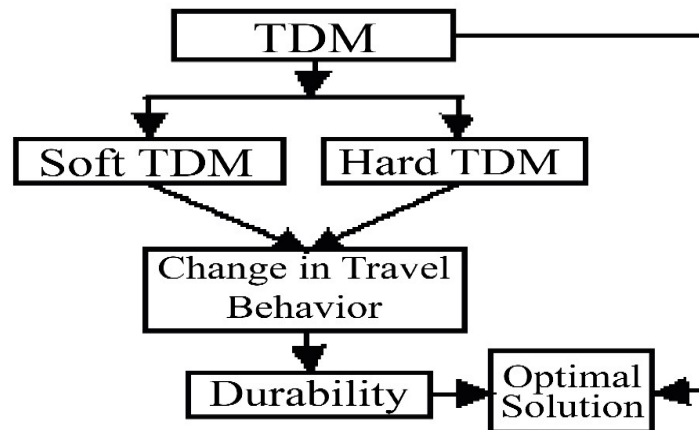 TDM
Soft TDM
Hard TDM
Change in Travel
Behavior
Durability
Optimal
Solution